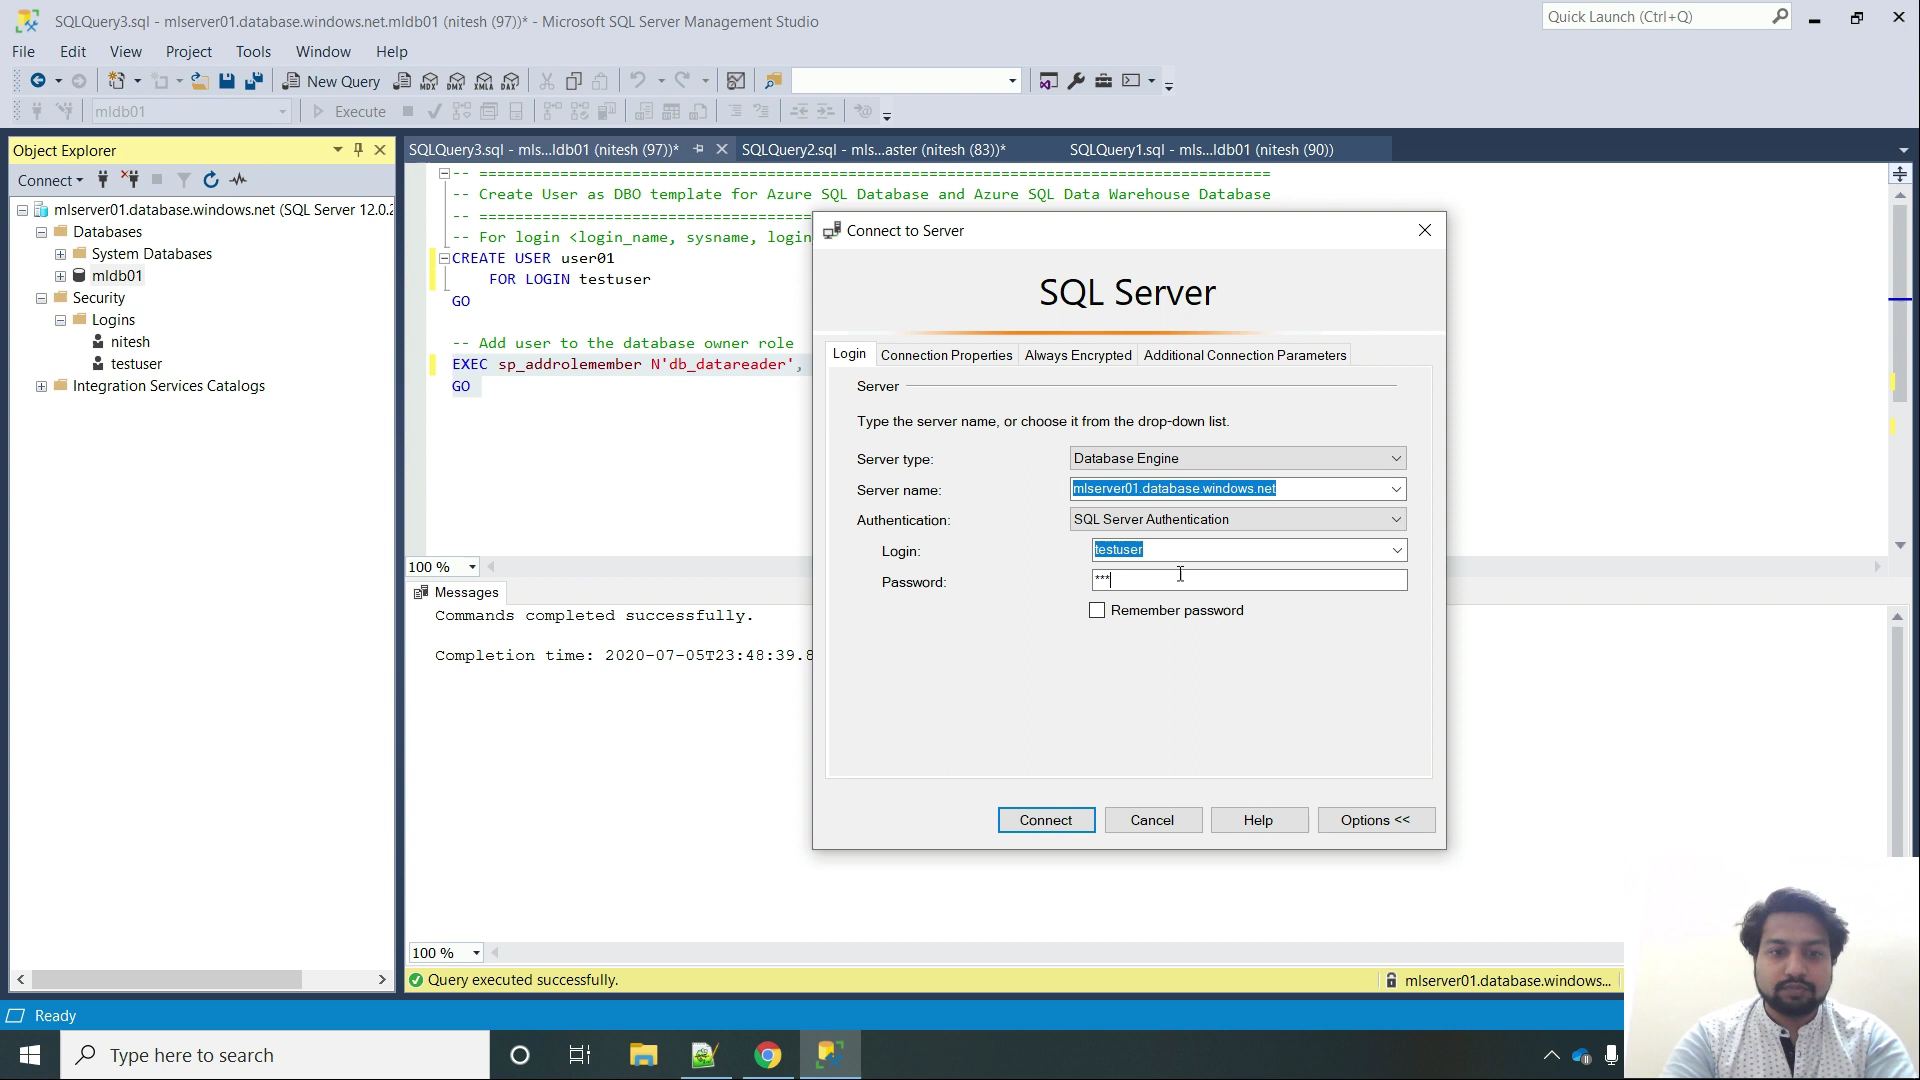 SQLQuery3.sql - mlserver01.database.windows.net.mldb01 (nitesh (97))* - Microsoft SQL Server Management Studio
Quick Launch (Ctrl+Q)
File Edit View Project Tools Window Help
New Query MDX DMX XMLA DAX
mldb01 Execute
Object Explorer
SQLQuery3.sql - mls...ldb01 (nitesh (97))* SQLQuery2.sql - mls...aster (nitesh (83))* SQLQuery1.sql - mls...ldb01 (nitesh (90))
Connect
mlserver01.database.windows.net (SQL Server 12.0.2
Databases
System Databases
mldb01
Security
Logins
nitesh
testuser
Integration Services Catalogs
-- ========================================================================================
-- Create User as DBO template for Azure SQL Database and Azure SQL Data Warehouse Database
-- =====================================
-- For login <login_name, sysname, login
CREATE USER user01
FOR LOGIN testuser
GO
-- Add user to the database owner role
EXEC sp_addrolemember N'db_datareader',
GO
100 %
Messages
Commands completed successfully.
Completion time: 2020-07-05T23:48:39.8
100 %
Query executed successfully.
mlserver01.database.windows...
Connect to Server
SQL Server
Login Connection Properties Always Encrypted Additional Connection Parameters
Server
Type the server name, or choose it from the drop-down list.
Server type: Database Engine
Server name: mlserver01.database.windows.net
Authentication: SQL Server Authentication
Login: testuser
Password: ***
Remember password
Connect Cancel Help Options <<
Ready
Type here to search